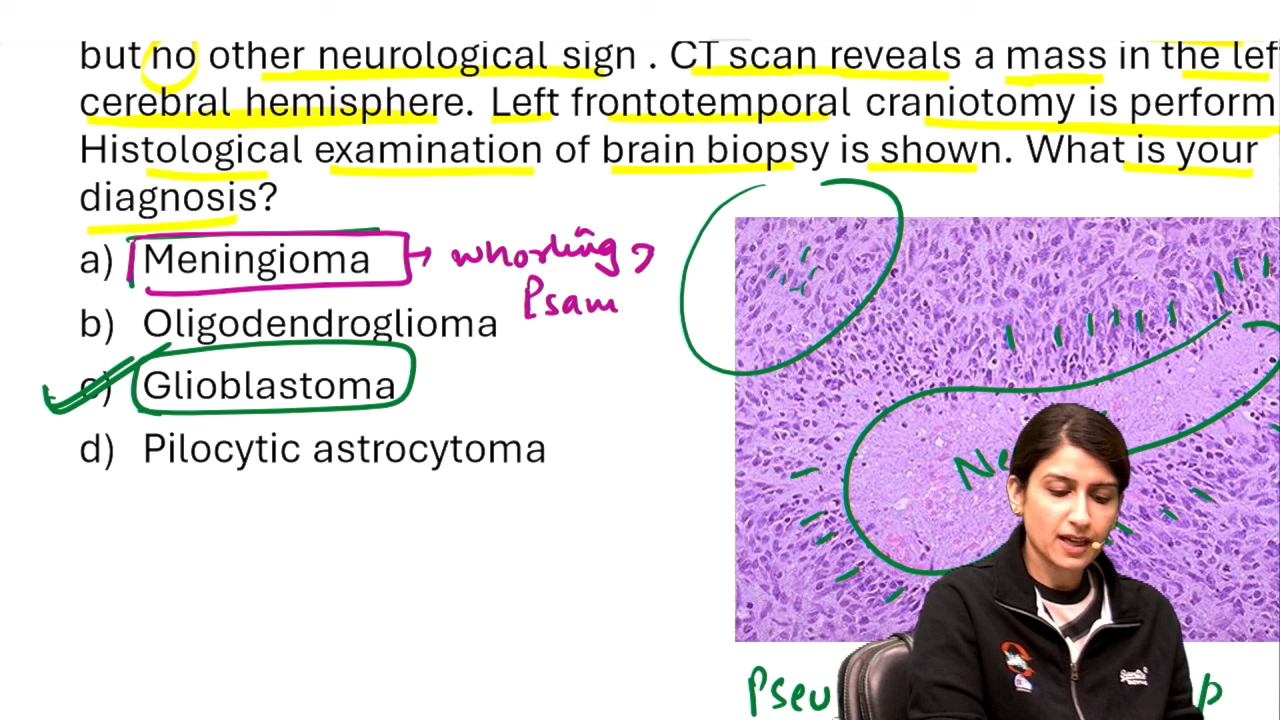 but no other neurological sign . CT scan reveals a mass in the lef
cerebral hemisphere. Left frontotemporal craniotomy is perform
Histological examination of brain biopsy is shown. What is your
diagnosis?
a) Meningioma whorling
Psam
b) Oligodendroglioma
c) Glioblastoma
d) Pilocytic astrocytoma
Ne
Pseu p